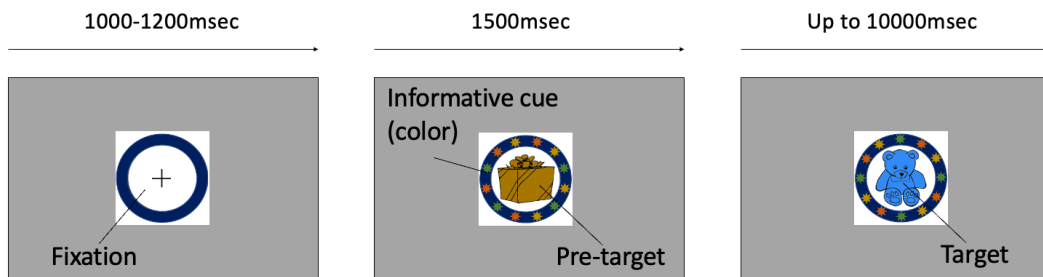 1000-1200msec
1500msec
Up to 10000msec
Informative cue
(color)
Fixation
Pre-target
Target